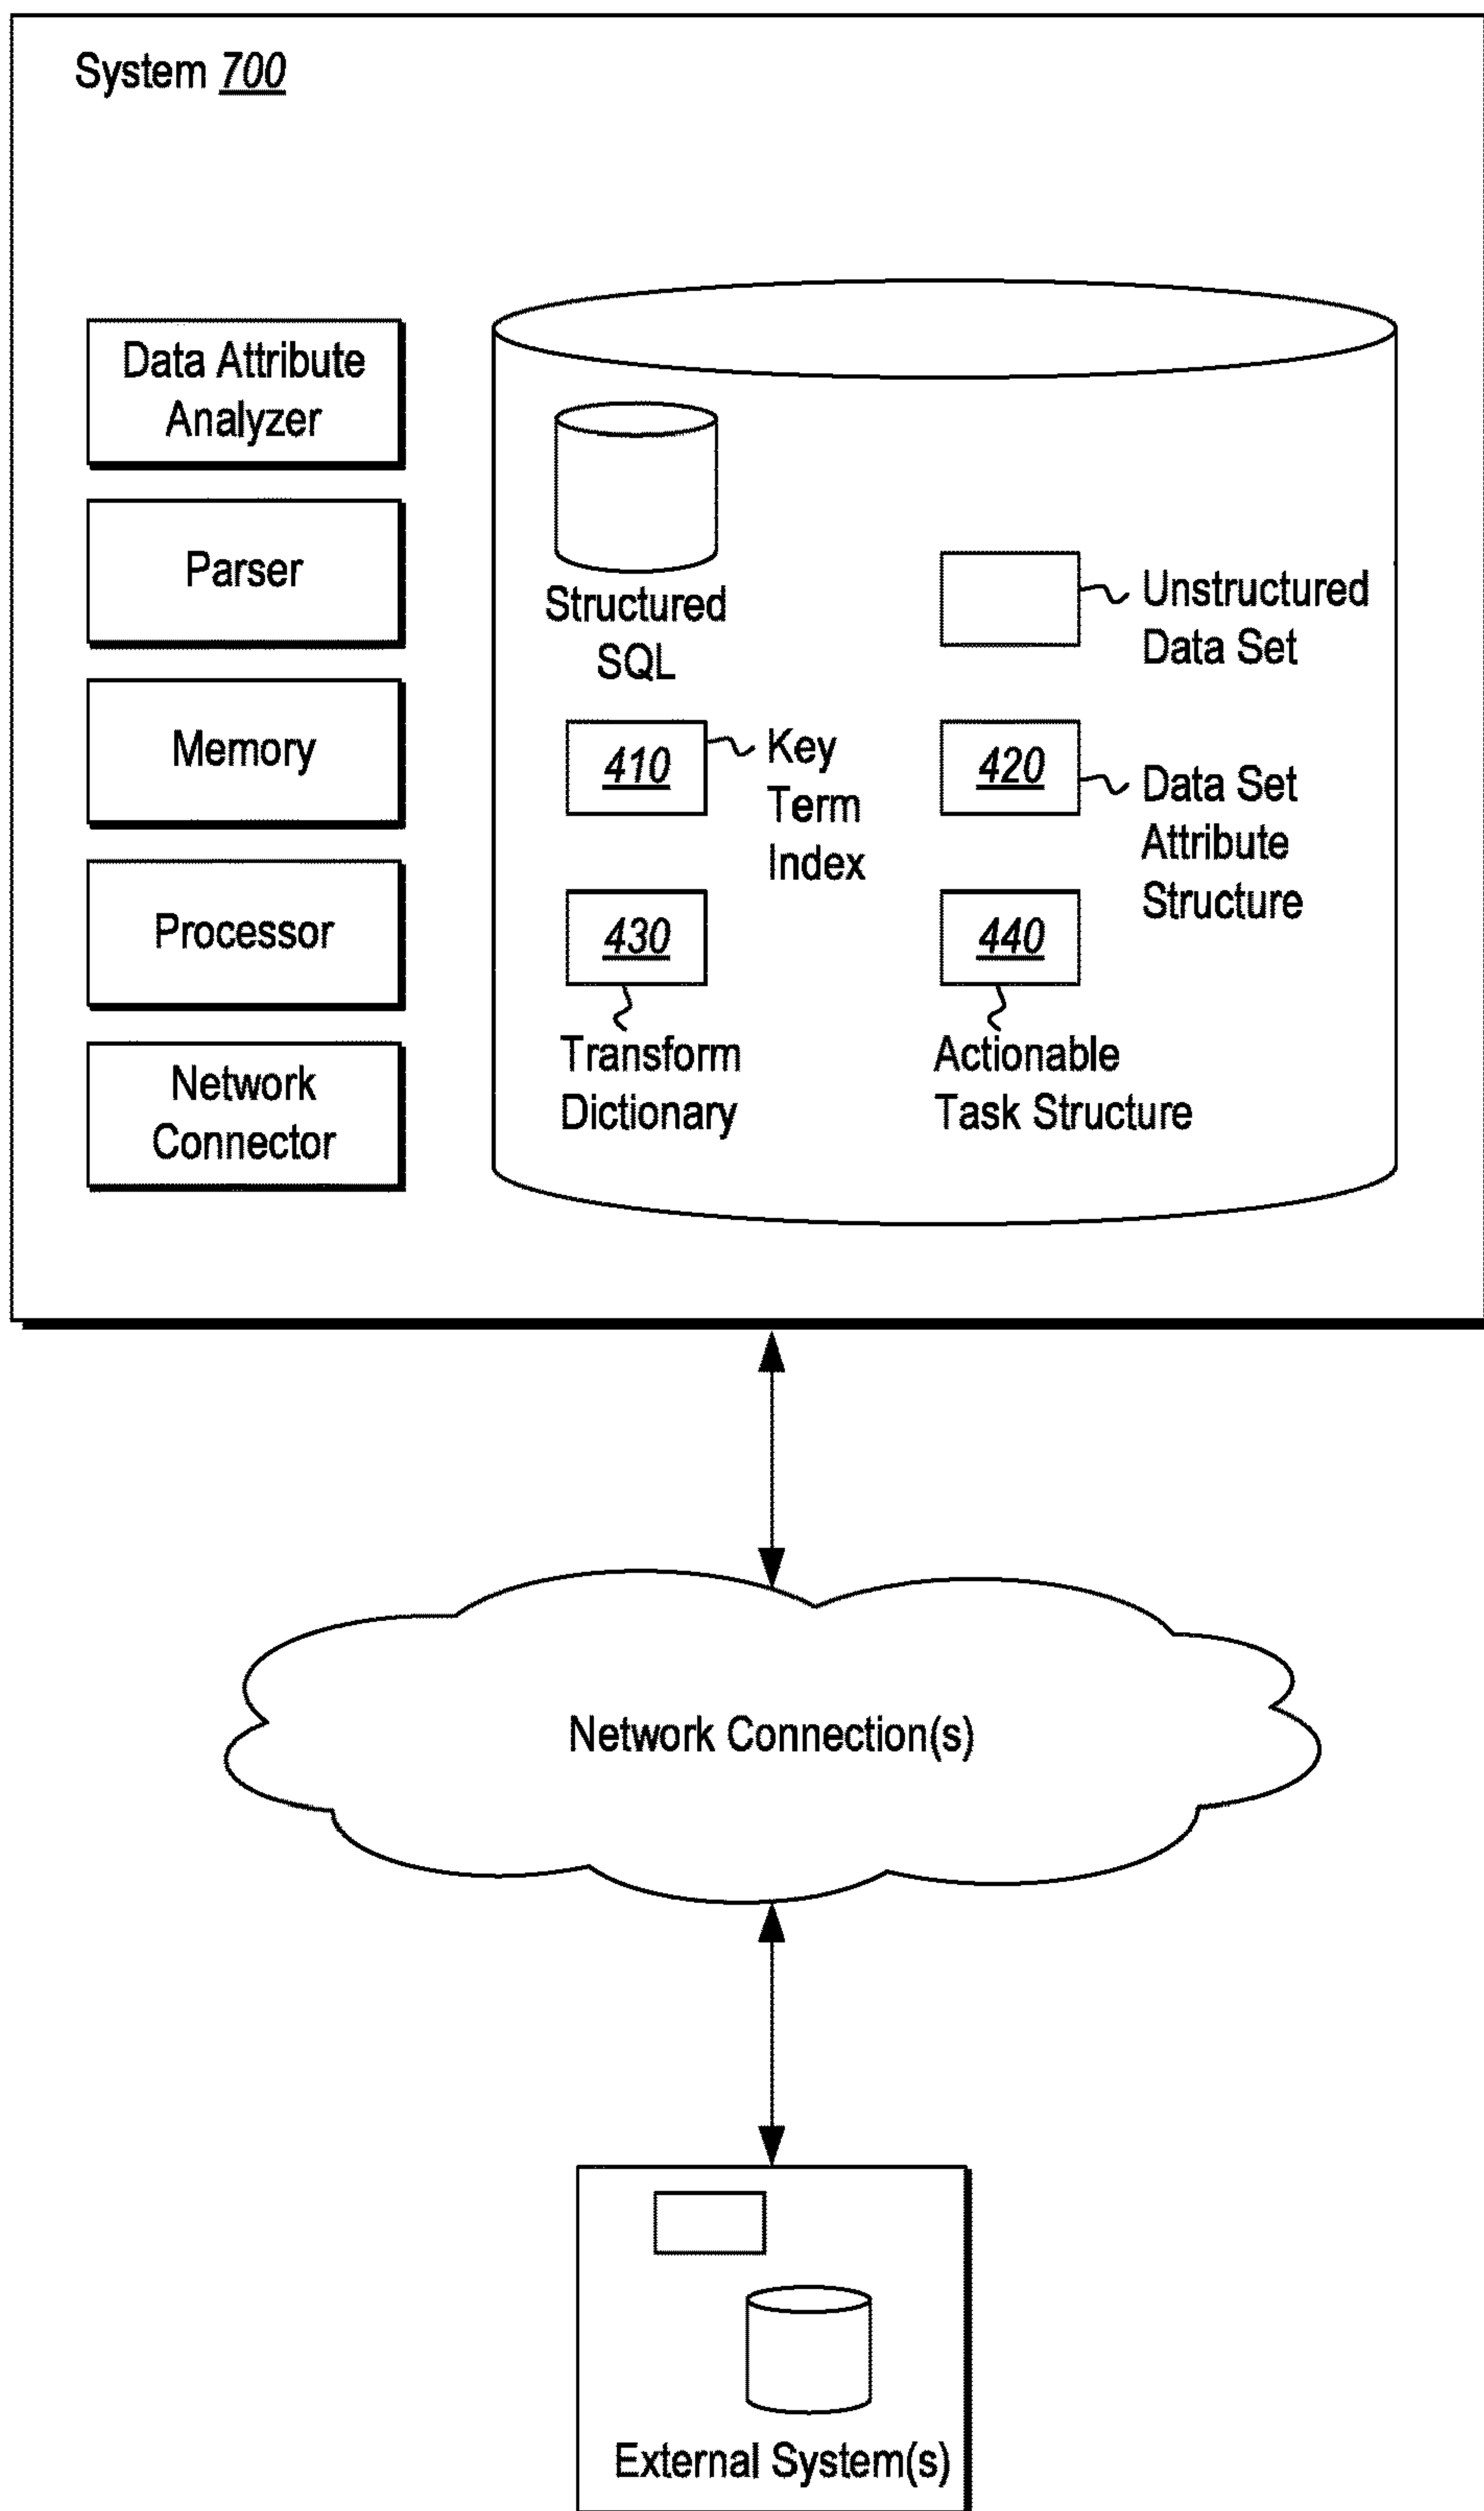 System 700
Data Attribute
Analyzer
Parser
Memory
Processor
Network
Connector
Structured
SQL
Unstructured
Data Set
410
Key
Term
Index
420
Data Set
Attribute
Structure
430
Transform
Dictionary
440
Actionable
Task Structure
Network Connection(s)
External System(s)